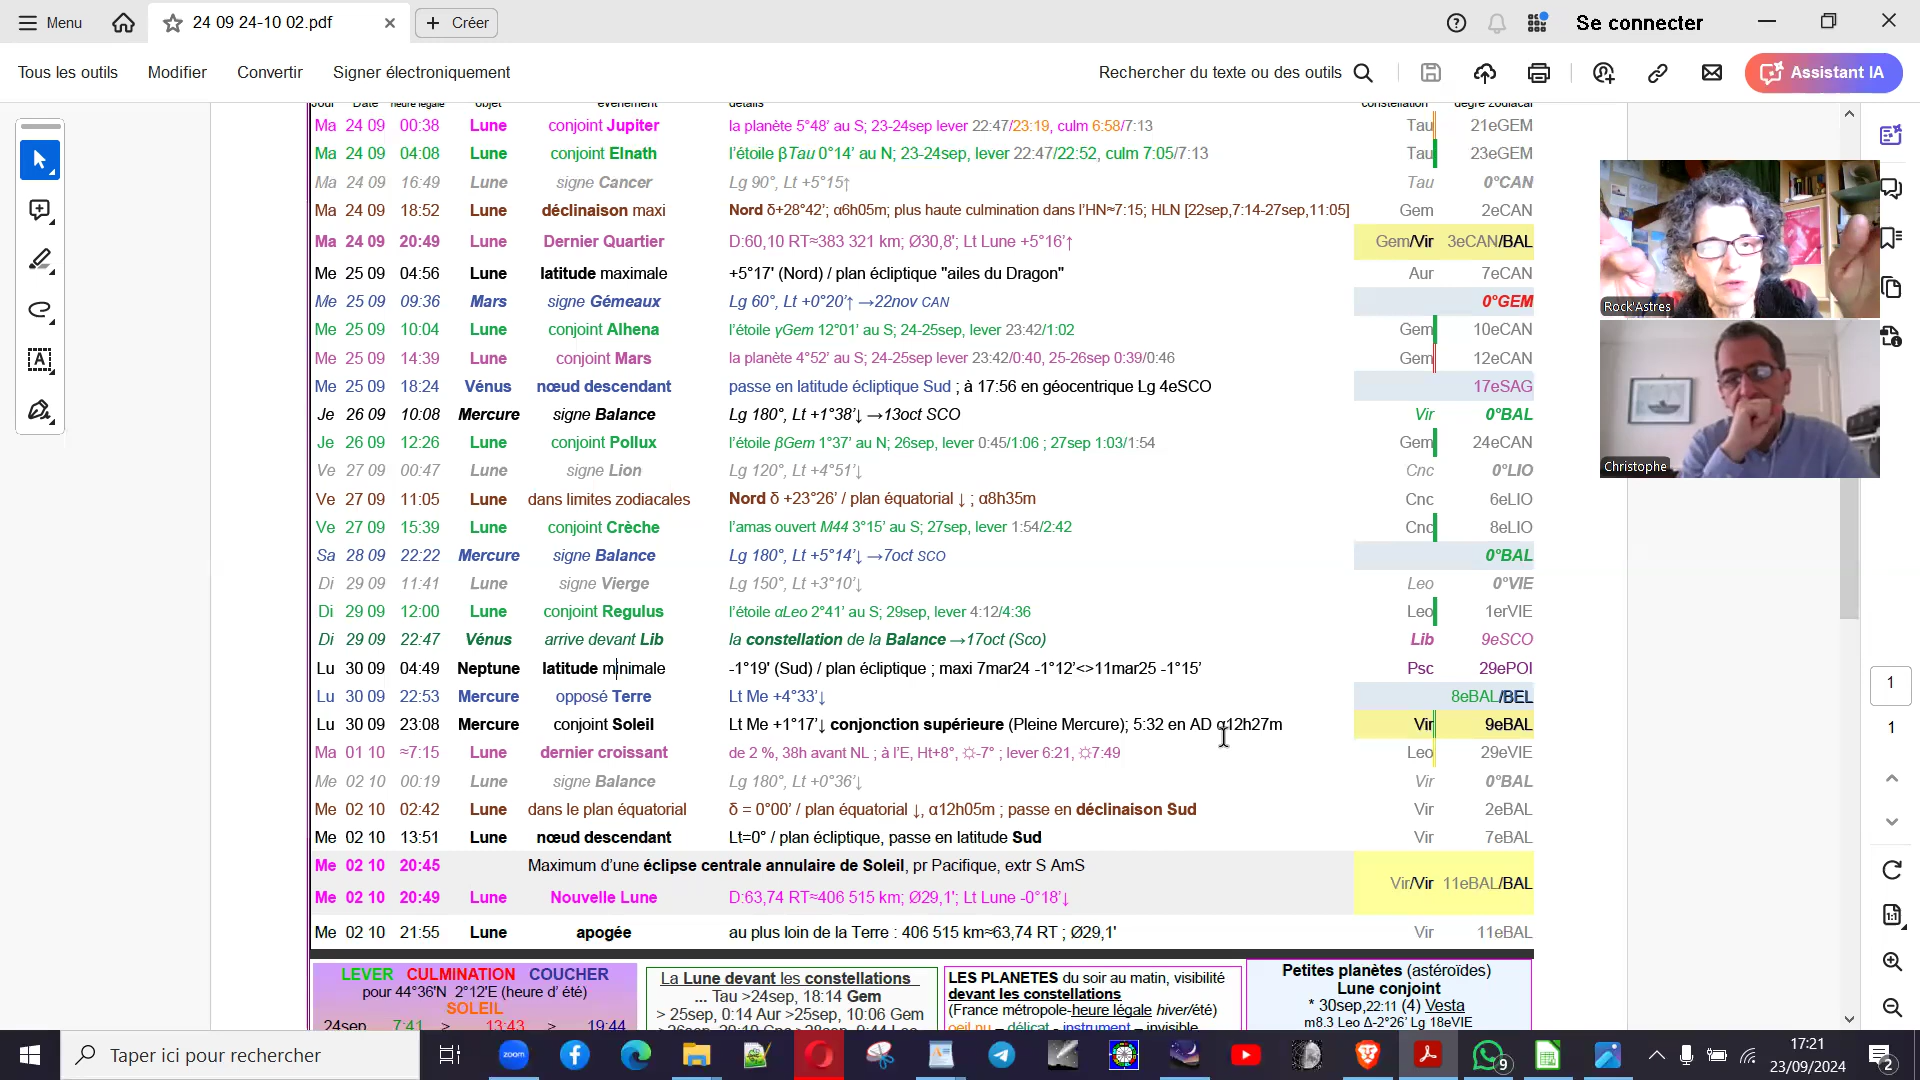 Menu 24 09 24-10 02.pdf Créer Se connecter
Tous les outils Modifier Convertir Signer électroniquement Rechercher du texte ou des outils Assistant IA
Jour Date heure légale objet événement détails constellation degré zodiacal
Ma 24 09 00:38 Lune conjoint Jupiter la planète 5°48’ au S; 23-24sep lever 22:47/23:19, culm 6:58/7:13 Tau 21eGEM
Ma 24 09 04:08 Lune conjoint Elnath l’étoile βTau 0°14’ au N; 23-24sep, lever 22:47/22:52, culm 7:05/7:13 Tau 23eGEM
Ma 24 09 16:49 Lune signe Cancer Lg 90°, Lt +5°15↑ Tau 0°CAN
Ma 24 09 18:52 Lune déclinaison maxi Nord δ+28°42’; α6h05m; plus haute culmination dans l’HN≈7:15; HLN [22sep,7:14-27sep,11:05] Gem 2eCAN
Ma 24 09 20:49 Lune Dernier Quartier D:60,10 RT≈383 321 km; Ø30,8'; Lt Lune +5°16’↑ Gem/Vir 3eCAN/BAL
Me 25 09 04:56 Lune latitude maximale +5°17' (Nord) / plan écliptique "ailes du Dragon" Aur 7eCAN
Me 25 09 09:36 Mars signe Gémeaux Lg 60°, Lt +0°20’↑ →22nov CAN 0°GEM
Me 25 09 10:04 Lune conjoint Alhena l’étoile γGem 12°01’ au S; 24-25sep, lever 23:42/1:02 Gem 10eCAN
Me 25 09 14:39 Lune conjoint Mars la planète 4°52’ au S; 24-25sep lever 23:42/0:40, 25-26sep 0:39/0:46 Gem 12eCAN
Me 25 09 18:24 Vénus nœud descendant passe en latitude écliptique Sud ; à 17:56 en géocentrique Lg 4eSCO 17eSAG
Je 26 09 10:08 Mercure signe Balance Lg 180°, Lt +1°38’↓ →13oct SCO Vir 0°BAL
Je 26 09 12:26 Lune conjoint Pollux l’étoile βGem 1°37’ au N; 26sep, lever 0:45/1:06 ; 27sep 1:03/1:54 Gem 24eCAN
Ve 27 09 00:47 Lune signe Lion Lg 120°, Lt +4°51’↓ Cnc 0°LIO
Ve 27 09 11:05 Lune dans limites zodiacales Nord δ +23°26’ / plan équatorial ↓ ; α8h35m Cnc 6eLIO
Ve 27 09 15:39 Lune conjoint Crèche l’amas ouvert M44 3°15’ au S; 27sep, lever 1:54/2:42 Cnc 8eLIO
Sa 28 09 22:22 Mercure signe Balance Lg 180°, Lt +5°14’↓ →7oct SCO 0°BAL
Di 29 09 11:41 Lune signe Vierge Lg 150°, Lt +3°10’↓ Leo 0°VIE
Di 29 09 12:00 Lune conjoint Regulus l’étoile αLeo 2°41’ au S; 29sep, lever 4:12/4:36 Leo 1erVIE
Di 29 09 22:47 Vénus arrive devant Lib la constellation de la Balance →17oct (Sco) Lib 9eSCO
Lu 30 09 04:49 Neptune latitude minimale -1°19' (Sud) / plan écliptique ; maxi 7mar24 -1°12’<>11mar25 -1°15’ Psc 29ePOI
Lu 30 09 22:53 Mercure opposé Terre Lt Me +4°33’↓ 8eBAL/BEL
Lu 30 09 23:08 Mercure conjoint Soleil Lt Me +1°17’↓ conjonction supérieure (Pleine Mercure); 5:32 en AD α12h27m Vir 9eBAL
Ma 01 10 ≈7:15 Lune dernier croissant de 2 %, 38h avant NL ; à l’E, Ht+8°, ☼-7° ; lever 6:21, ☼7:49 Leo 29eVIE
Me 02 10 00:19 Lune signe Balance Lg 180°, Lt +0°36’↓ Vir 0°BAL
Me 02 10 02:42 Lune dans le plan équatorial δ = 0°00’ / plan équatorial ↓, α12h05m ; passe en déclinaison Sud Vir 2eBAL
Me 02 10 13:51 Lune nœud descendant Lt=0° / plan écliptique, passe en latitude Sud Vir 7eBAL
Me 02 10 20:45 Maximum d’une éclipse centrale annulaire de Soleil, pr Pacifique, extr S AmS
Vir/Vir 11eBAL/BAL
Me 02 10 20:49 Lune Nouvelle Lune D:63,74 RT≈406 515 km; Ø29,1'; Lt Lune -0°18’↓
Me 02 10 21:55 Lune apogée au plus loin de la Terre : 406 515 km≈63,74 RT ; Ø29,1' Vir 11eBAL
LEVER CULMINATION COUCHER
pour 44°36'N 2°12'E (heure d’ été)
SOLEIL
24sep 7:41 > 13:43 > 19:44
La Lune devant les constellations
... Tau >24sep, 18:14 Gem
> 25sep, 0:14 Aur >25sep, 10:06 Gem
LES PLANETES du soir au matin, visibilité
devant les constellations
(France métropole-heure légale hiver/été)
oeil nu – délicat - instrument – invisible
Petites planètes (astéroïdes)
Lune conjoint
* 30sep,22:11 (4) Vesta
m8.3 Leo Δ-2°26’ Lg 18eVIE
Rock'Astres
Christophe
1
1
Taper ici pour rechercher
zoom
9
17:21
23/09/2024
2